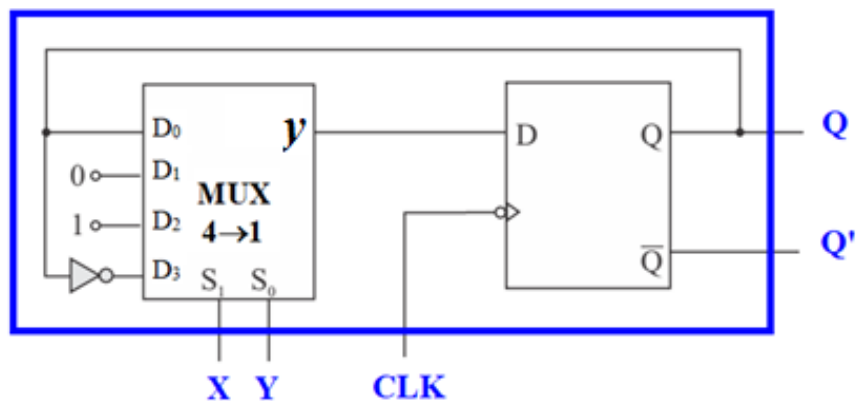 D₀ y D Q Q
0 D₁
MUX
1 D₂ 4→1
Q̅ Q'
D₃ S₁ S₀
X Y CLK